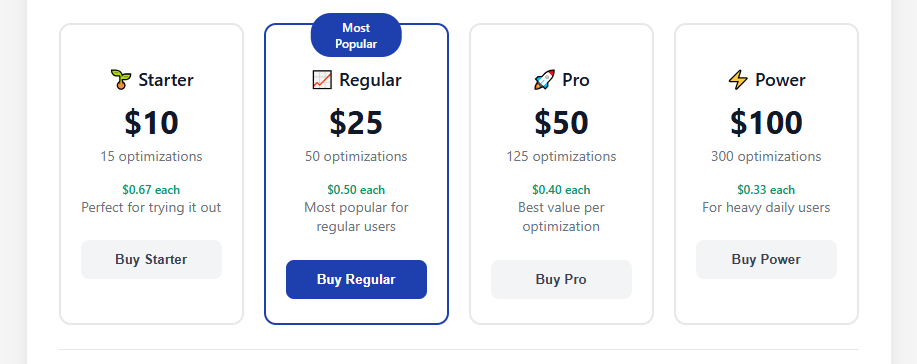 Most
Popular
Starter
$10
15 optimizations
$0.67 each
Perfect for trying it out
Buy Starter
Regular
$25
50 optimizations
$0.50 each
Most popular for
regular users
Buy Regular
Pro
$50
125 optimizations
$0.40 each
Best value per
optimization
Buy Pro
Power
$100
300 optimizations
$0.33 each
For heavy daily users
Buy Power